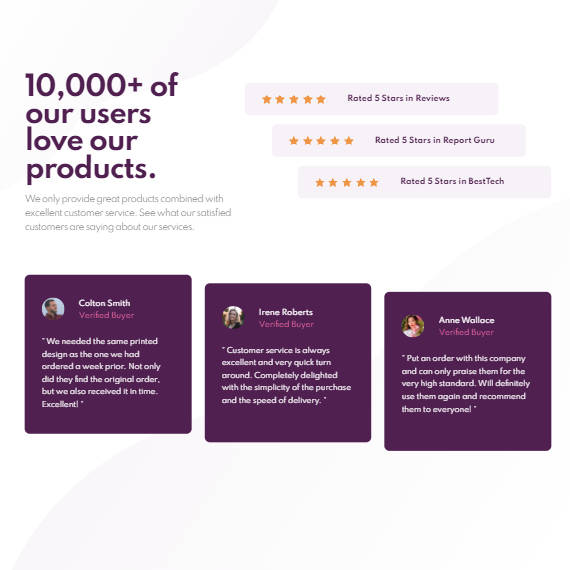 10,000+ of
our users
love our
products.
We only provide great products combined with
excellent customer service. See what our satisfied
customers are saying about our services.
Rated 5 Stars in Reviews
Rated 5 Stars in Report Guru
Rated 5 Stars in BestTech
Colton Smith
Verified Buyer
" We needed the same printed
design as the one we had
ordered a week prior. Not only
did they find the original order,
but we also received it in time.
Excellent! "
Irene Roberts
Verified Buyer
" Customer service is always
excellent and very quick turn
around. Completely delighted
with the simplicity of the purchase
and the speed of delivery. "
Anne Wallace
Verified Buyer
" Put an order with this company
and can only praise them for the
very high standard. Will definitely
use them again and recommend
them to everyone! "